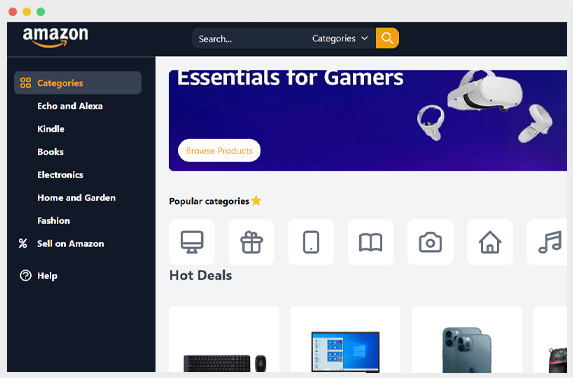 amazon
Search...
Categories
Categories
Echo and Alexa
Kindle
Books
Electronics
Home and Garden
Fashion
Sell on Amazon
Help
Essentials for Gamers
Browse Products
Popular categories
Hot Deals